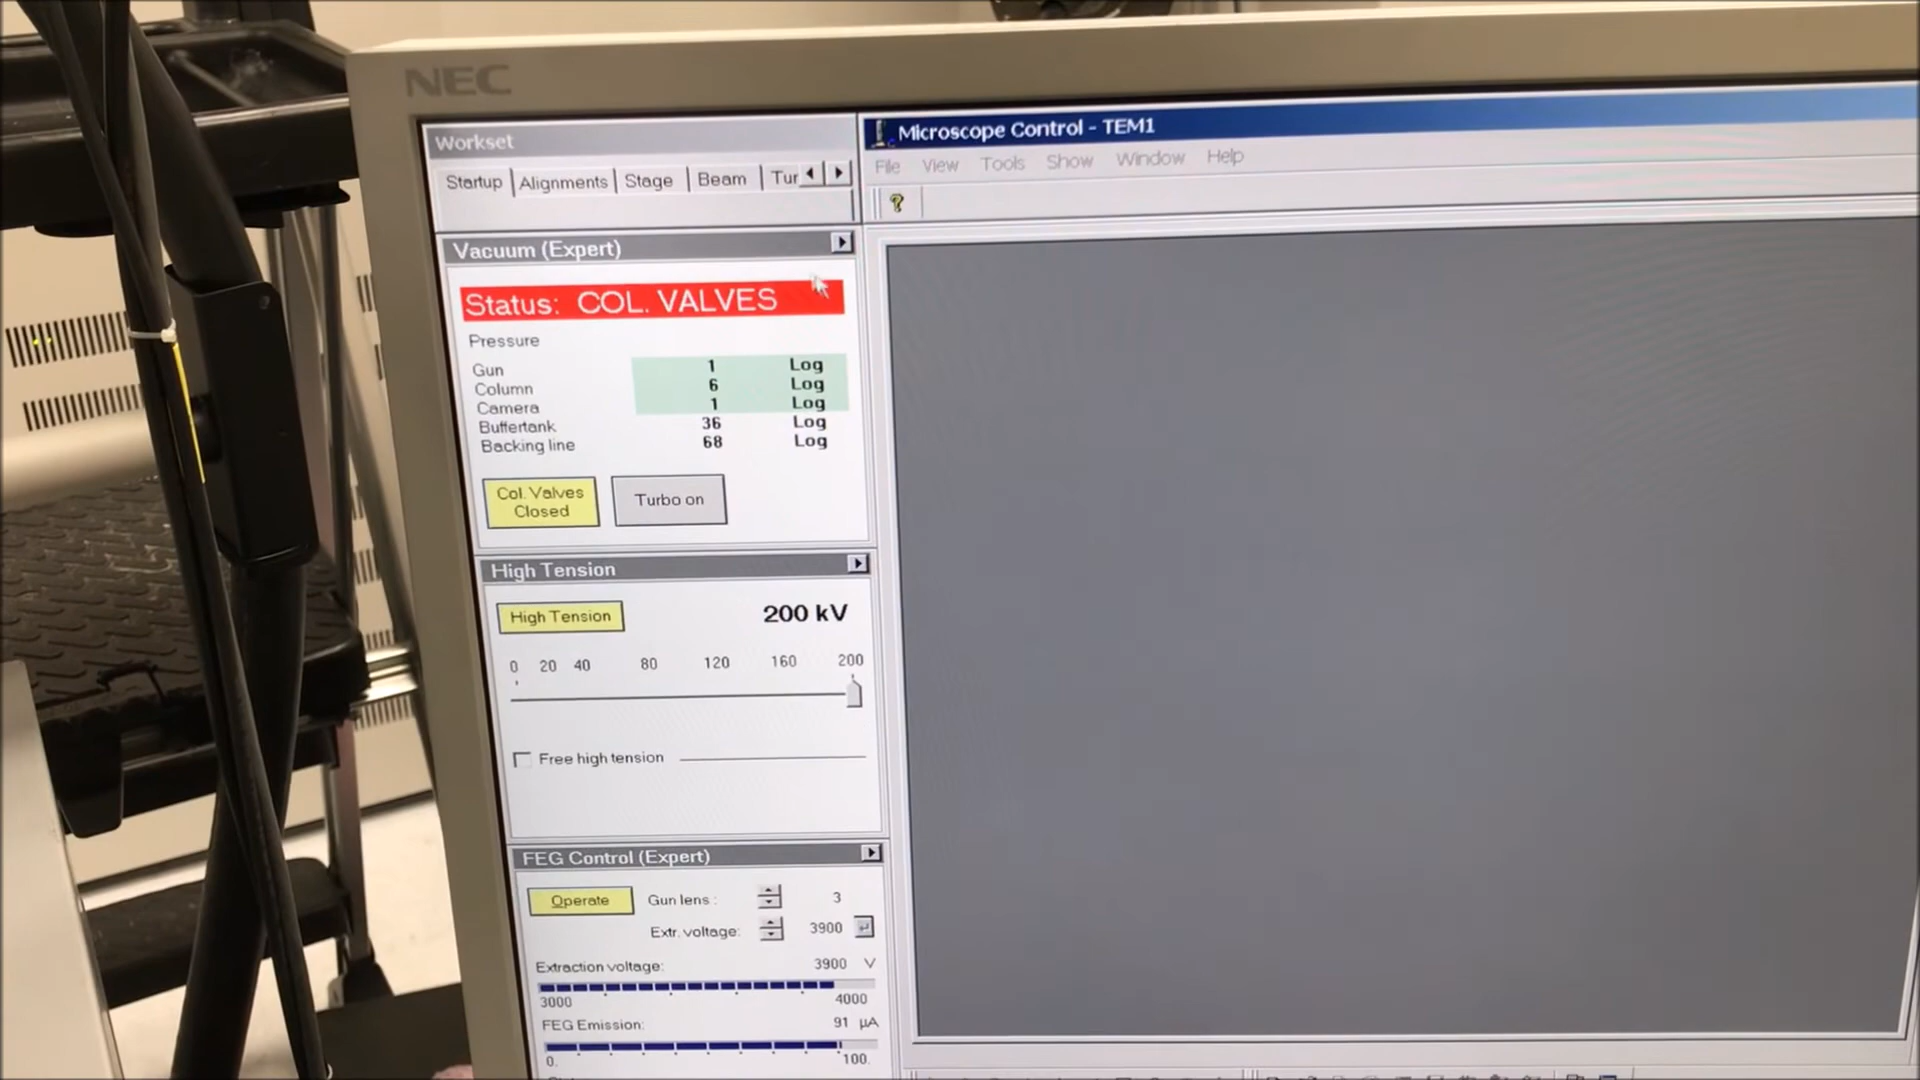 NEC
Workset
Startup Alignments Stage Beam Tur
Vacuum (Expert)
Status: COL. VALVES
Pressure
Gun 1 Log
Column 6 Log
Camera 1 Log
Buffertank 36 Log
Backing line 68 Log
Col. Valves
Closed
Turbo on
High Tension
High Tension 200 kV
0 20 40 80 120 160 200
Free high tension
FEG Control (Expert)
Operate Gun lens : 3
Extr. voltage: 3900
Extraction voltage: 3900 V
3000 4000
FEG Emission: 91 µA
0. 100.
Microscope Control - TEM1
File View Tools Show Window Help
?